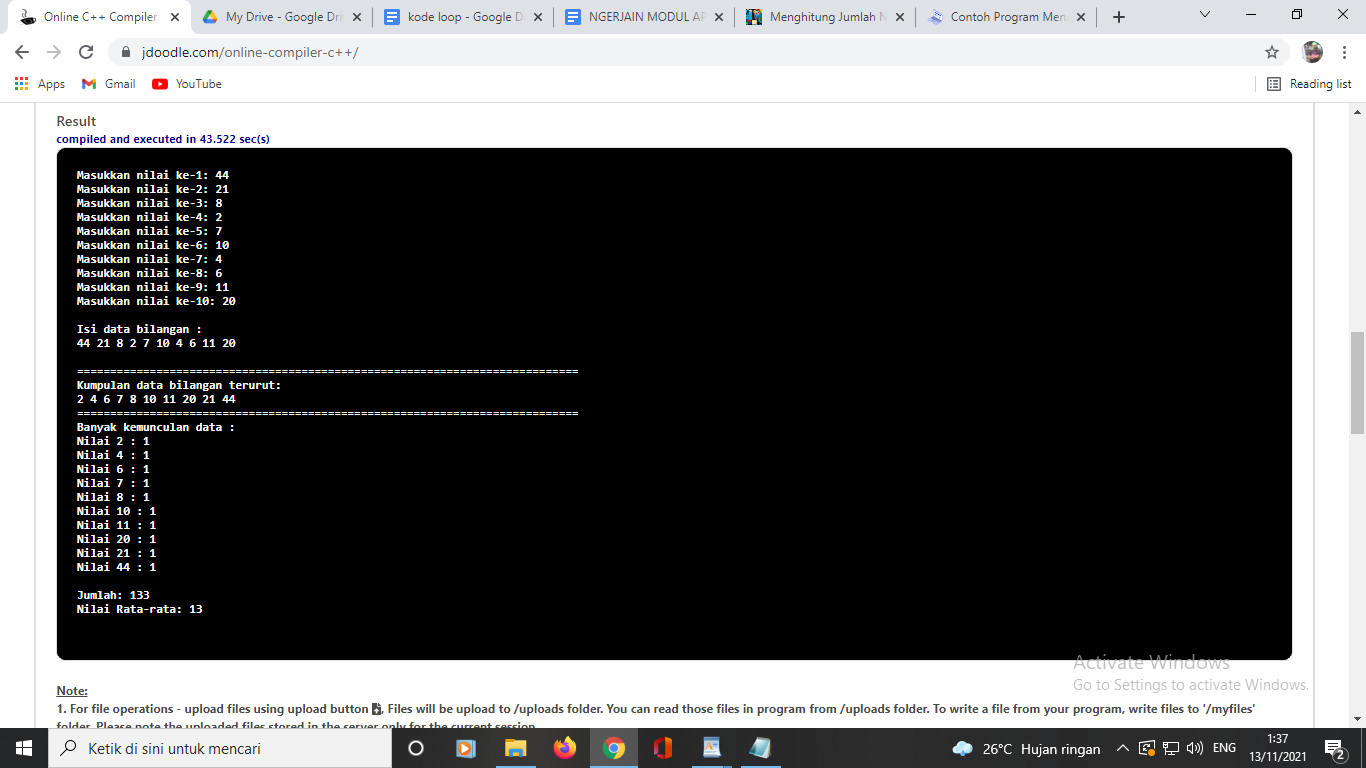 Online C++ Compiler
My Drive - Google Dri
kode loop - Google D
NGERJAIN MODUL AP
Menghitung Jumlah N
Contoh Program Men
jdoodle.com/online-compiler-c++/
Apps
Gmail
YouTube
Reading list
Result
compiled and executed in 43.522 sec(s)
Masukkan nilai ke-1: 44
Masukkan nilai ke-2: 21
Masukkan nilai ke-3: 8
Masukkan nilai ke-4: 2
Masukkan nilai ke-5: 7
Masukkan nilai ke-6: 10
Masukkan nilai ke-7: 4
Masukkan nilai ke-8: 6
Masukkan nilai ke-9: 11
Masukkan nilai ke-10: 20
Isi data bilangan :
44 21 8 2 7 10 4 6 11 20
============================================================================
Kumpulan data bilangan terurut:
2 4 6 7 8 10 11 20 21 44
============================================================================
Banyak kemunculan data :
Nilai 2 : 1
Nilai 4 : 1
Nilai 6 : 1
Nilai 7 : 1
Nilai 8 : 1
Nilai 10 : 1
Nilai 11 : 1
Nilai 20 : 1
Nilai 21 : 1
Nilai 44 : 1
Jumlah: 133
Nilai Rata-rata: 13
Activate Windows
Go to Settings to activate Windows.
Note:
1. For file operations - upload files using upload button , Files will be upload to /uploads folder. You can read those files in program from /uploads folder. To write a file from your program, write files to '/myfiles'
folder. Please note the uploaded files stored in the server only for the current session.
Ketik di sini untuk mencari
26°C Hujan ringan
ENG
1:37
13/11/2021
2